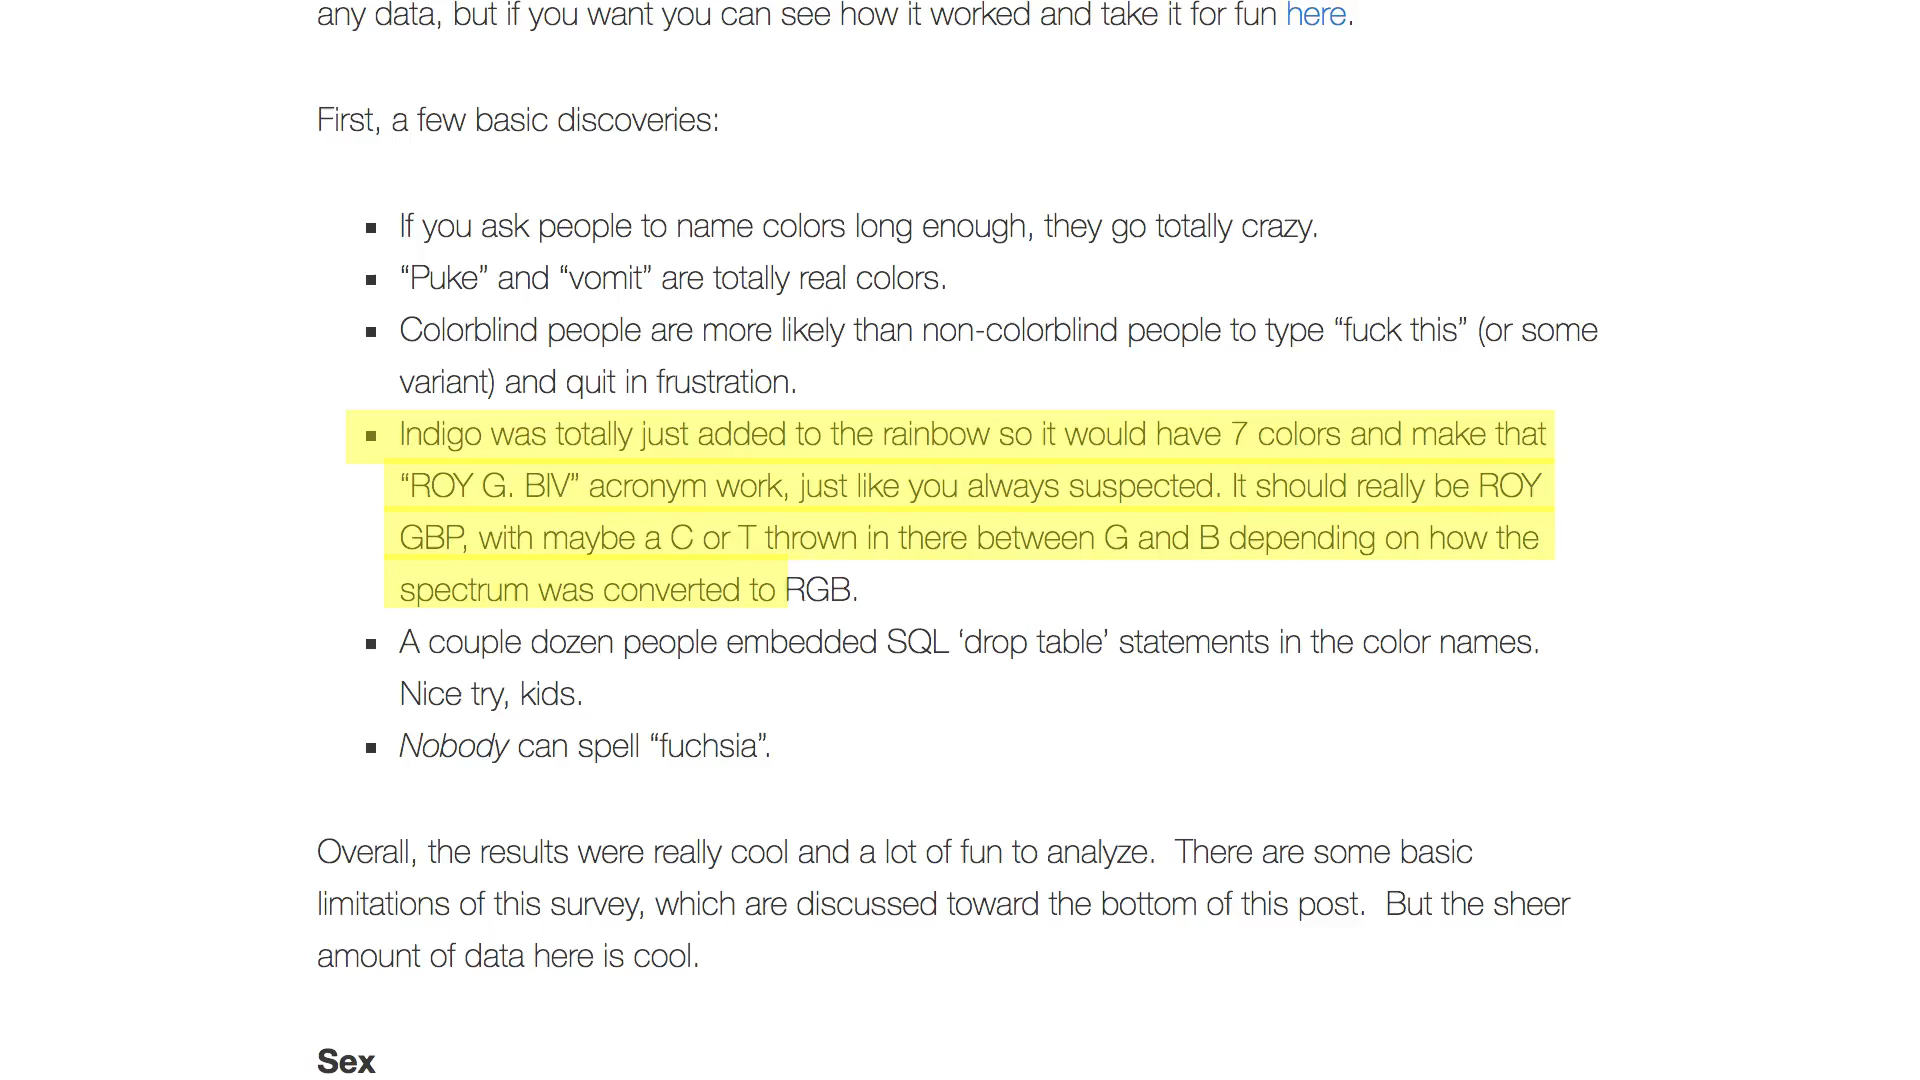 any data, but if you want you can see how it worked and take it for fun here.
First, a few basic discoveries:
▪ If you ask people to name colors long enough, they go totally crazy.
▪ “Puke” and “vomit” are totally real colors.
▪ Colorblind people are more likely than non-colorblind people to type “fuck this” (or some
variant) and quit in frustration.
▪ Indigo was totally just added to the rainbow so it would have 7 colors and make that
“ROY G. BIV” acronym work, just like you always suspected. It should really be ROY
GBP, with maybe a C or T thrown in there between G and B depending on how the
spectrum was converted to RGB.
▪ A couple dozen people embedded SQL ‘drop table’ statements in the color names.
Nice try, kids.
▪ Nobody can spell “fuchsia”.
Overall, the results were really cool and a lot of fun to analyze.  There are some basic
limitations of this survey, which are discussed toward the bottom of this post.  But the sheer
amount of data here is cool.
Sex